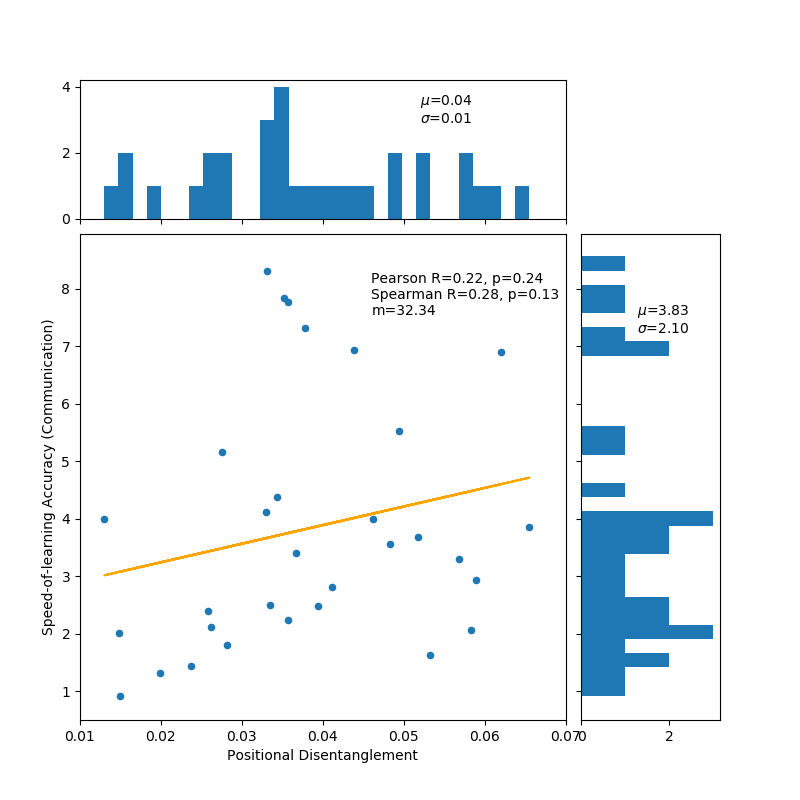 4
2
0
μ=0.04
σ=0.01
Speed-of-learning Accuracy (Communication)
8
7
6
5
4
3
2
1
Pearson R=0.22, p=0.24
Spearman R=0.28, p=0.13
m=32.34
μ=3.83
σ=2.10
0.01 0.02 0.03 0.04 0.05 0.06 0.07
0 2
Positional Disentanglement